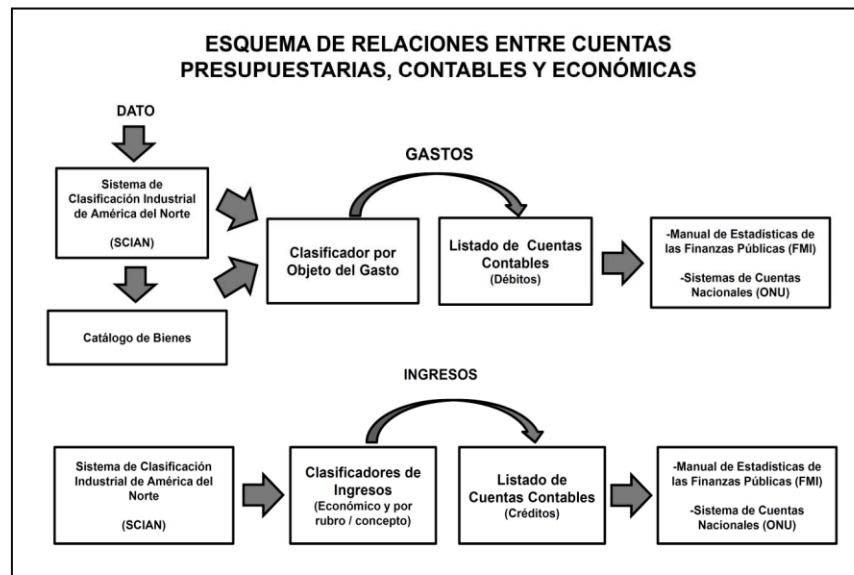 ESQUEMA DE RELACIONES ENTRE CUENTAS
PRESUPUESTARIAS, CONTABLES Y ECONÓMICAS
DATO
GASTOS
Sistema de
Clasificación Industrial
de América del Norte
(SCIAN)
Clasificador por
Objeto del Gasto
Listado de Cuentas
Contables
(Débitos)
-Manual de Estadísticas de
las Finanzas Públicas (FMI)
-Sistemas de Cuentas
Nacionales (ONU)
Catálogo de Bienes
INGRESOS
Sistema de Clasificación
Industrial de América del
Norte
(SCIAN)
Clasificadores de
Ingresos
(Económico y por
rubro / concepto)
Listado de
Cuentas Contables
(Créditos)
-Manual de Estadísticas de
las Finanzas Públicas (FMI)
-Sistema de Cuentas
Nacionales (ONU)